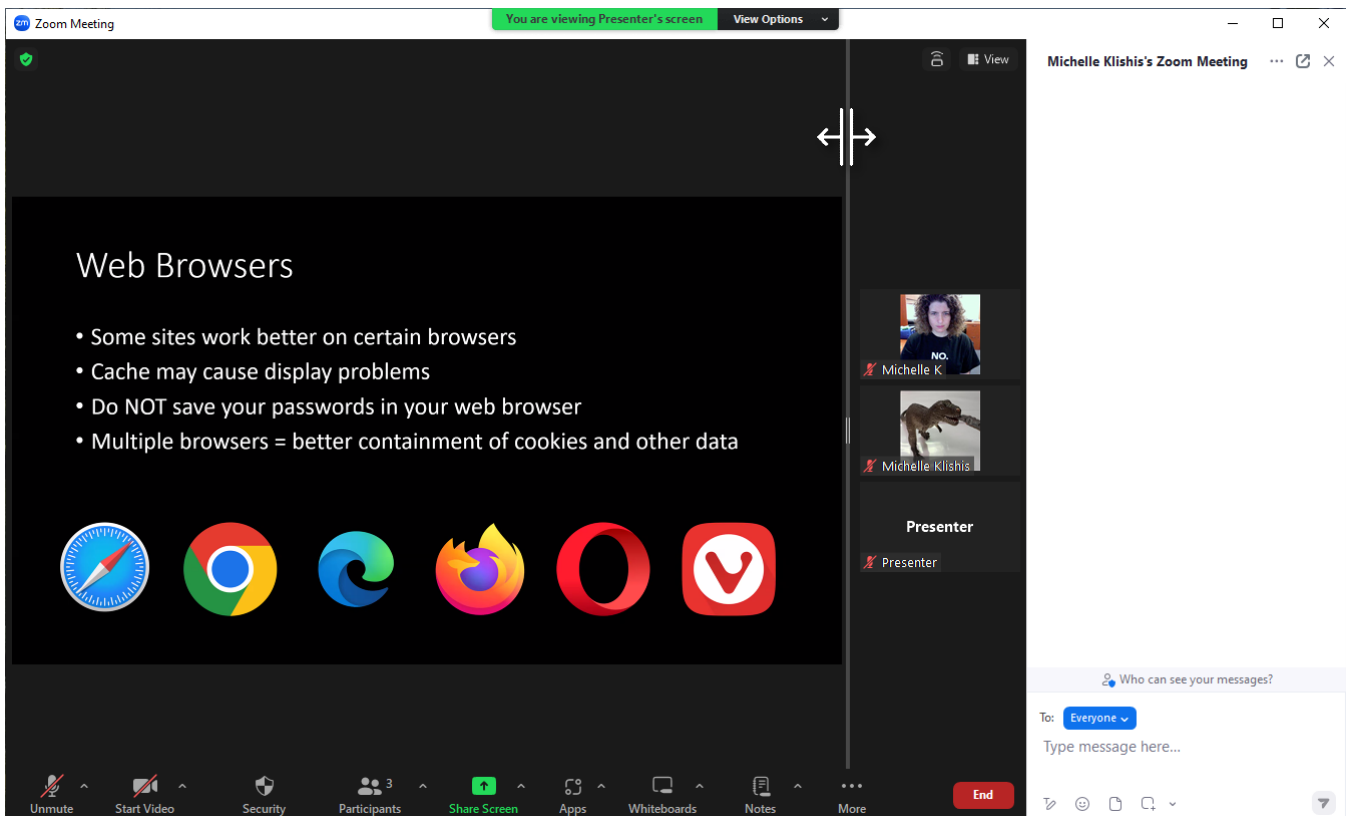 zm Zoom Meeting
You are viewing Presenter's screen View Options
View
Michelle Klishis's Zoom Meeting
Web Browsers
• Some sites work better on certain browsers
• Cache may cause display problems
• Do NOT save your passwords in your web browser
• Multiple browsers = better containment of cookies and other data
NO.
Michelle K
Michelle Klishis
Presenter
Presenter
Who can see your messages?
To: Everyone
Type message here...
3
Unmute Start Video Security Participants Share Screen Apps Whiteboards Notes More End